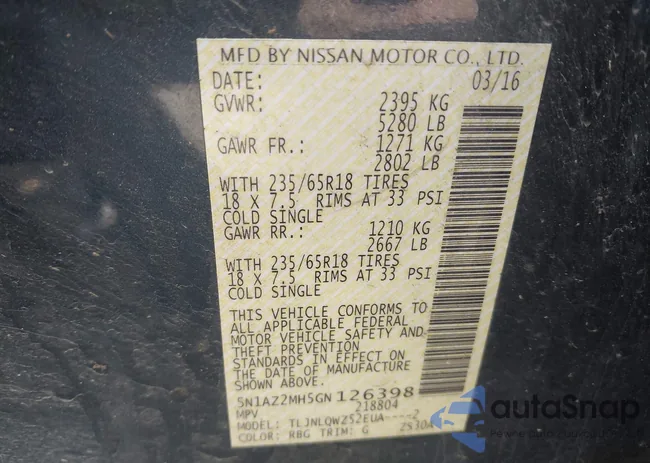 MFD BY NISSAN MOTOR CO., LTD.
DATE: 03/16
GVWR: 2395 KG
5280 LB
GAWR FR.: 1271 KG
2802 LB
WITH 235/65R18 TIRES
18 X 7.5 RIMS AT 33 PSI
COLD SINGLE
GAWR RR.: 1210 KG
2667 LB
WITH 235/65R18 TIRES
18 X 7.5 RIMS AT 33 PSI
COLD SINGLE
THIS VEHICLE CONFORMS TO
ALL APPLICABLE FEDERAL
MOTOR VEHICLE SAFETY AND
THEFT PREVENTION
STANDARDS IN EFFECT ON
THE DATE OF MANUFACTURE
SHOWN ABOVE.
5N1AZ2MH5GN 126398
MPV 218804
MODEL: TLJNLQWZ52EUA----2
COLOR: RBG TRIM: G
autoSnap